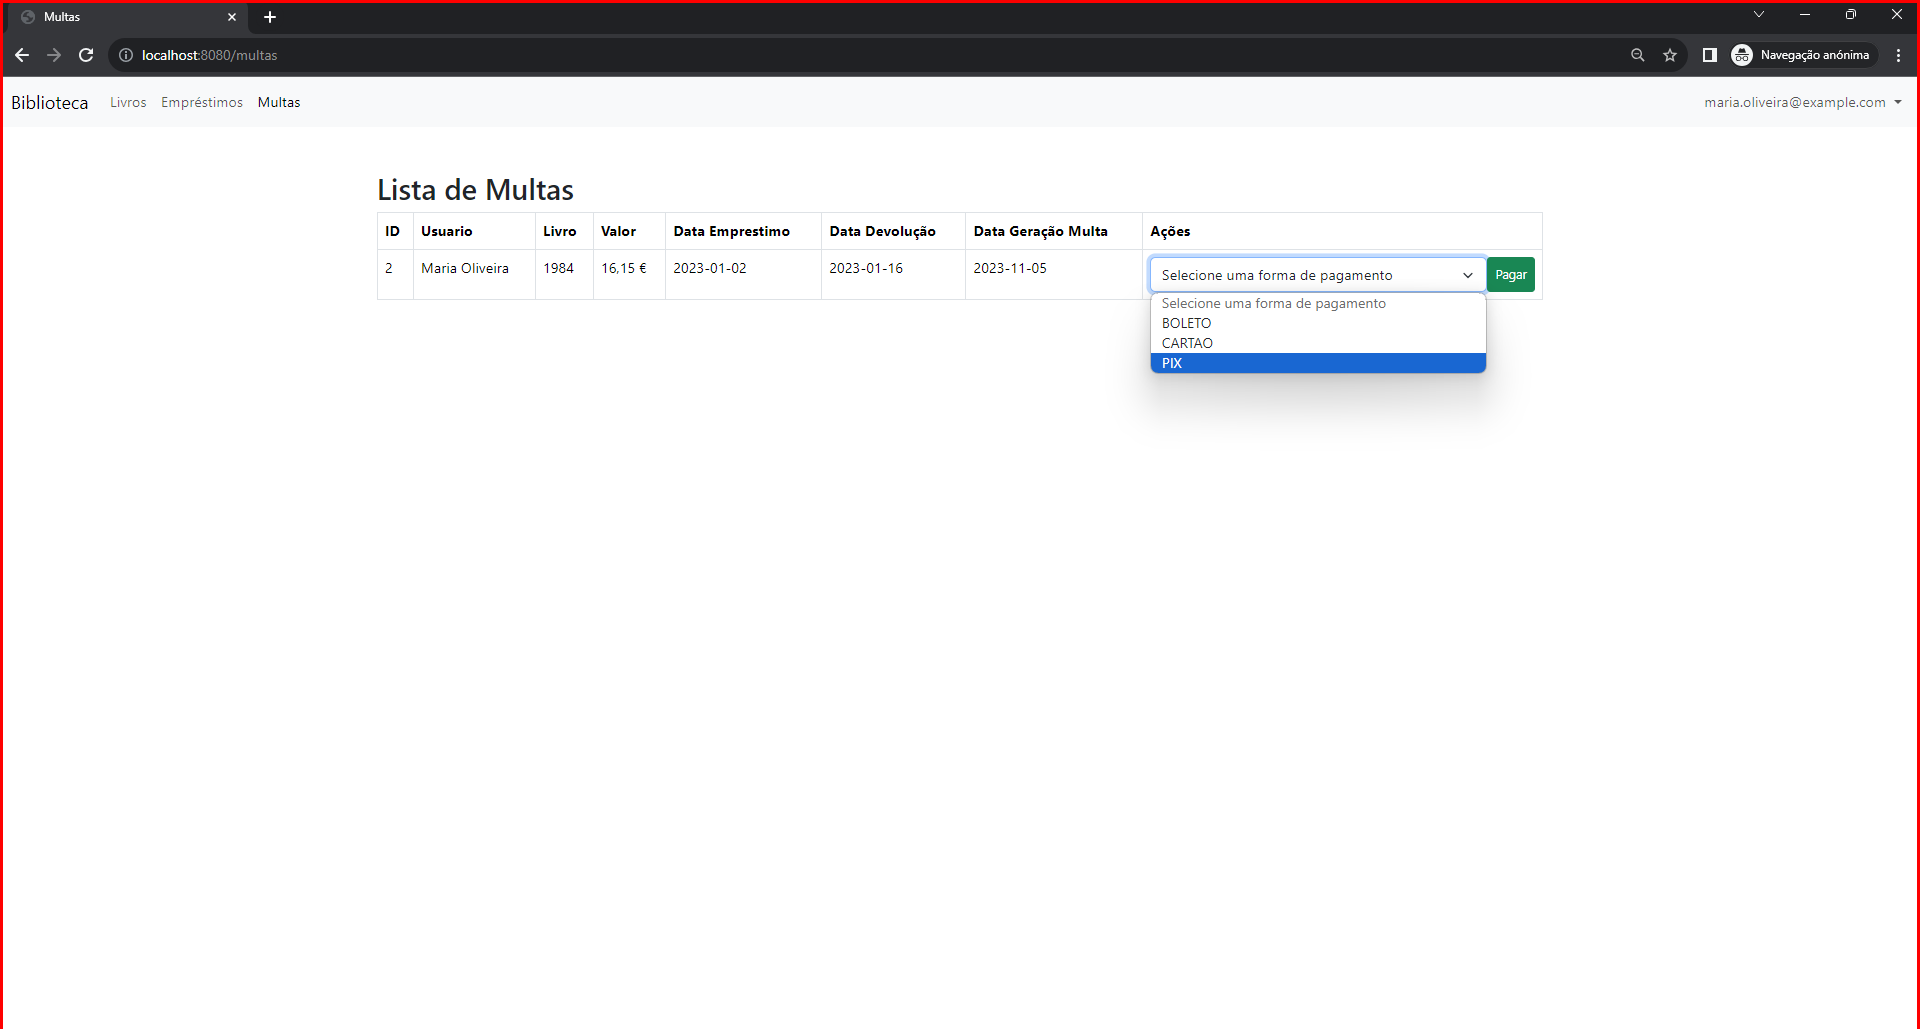 Multas
localhost:8080/multas
Navegação anónima
Biblioteca Livros Empréstimos Multas maria.oliveira@example.com
Lista de Multas
ID Usuario Livro Valor Data Emprestimo Data Devolução Data Geração Multa Ações
2 Maria Oliveira 1984 16,15 € 2023-01-02 2023-01-16 2023-11-05 Selecione uma forma de pagamento Pagar
Selecione uma forma de pagamento
BOLETO
CARTAO
PIX